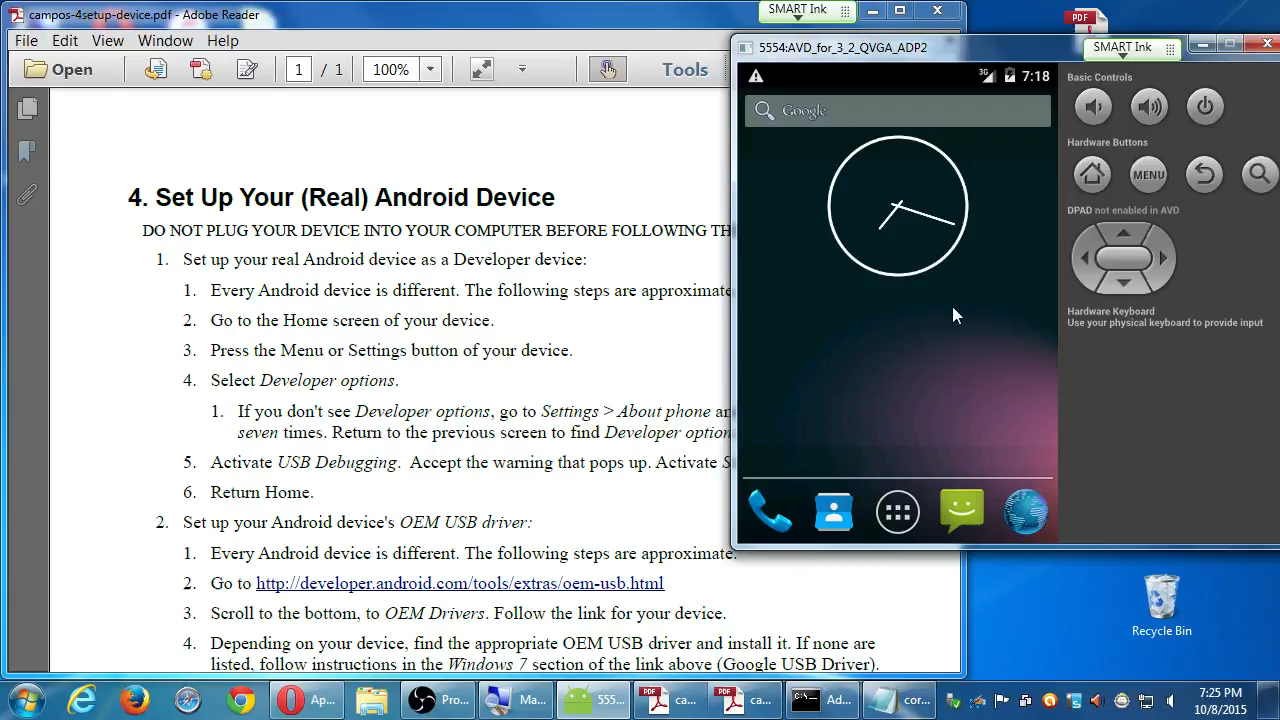 campos-4setup-device.pdf - Adobe Reader
SMART Ink
PDF
File Edit View Window Help
Open
1 / 1
100%
Tools
4. Set Up Your (Real) Android Device
DO NOT PLUG YOUR DEVICE INTO YOUR COMPUTER BEFORE FOLLOWING TH
1. Set up your real Android device as a Developer device:
1. Every Android device is different. The following steps are approximate
2. Go to the Home screen of your device.
3. Press the Menu or Settings button of your device.
4. Select Developer options.
1. If you don't see Developer options, go to Settings > About phone an
seven times. Return to the previous screen to find Developer option
5. Activate USB Debugging. Accept the warning that pops up. Activate S
6. Return Home.
2. Set up your Android device's OEM USB driver:
1. Every Android device is different. The following steps are approximate.
2. Go to http://developer.android.com/tools/extras/oem-usb.html
3. Scroll to the bottom, to OEM Drivers. Follow the link for your device.
4. Depending on your device, find the appropriate OEM USB driver and install it. If none are
listed, follow instructions in the Windows 7 section of the link above (Google USB Driver).
5554:AVD_for_3_2_QVGA_ADP2
SMART Ink
3G 7:18
Google
Basic Controls
Hardware Buttons
MENU
DPAD not enabled in AVD
Hardware Keyboard
Use your physical keyboard to provide input
Recycle Bin
Ap...
Pro...
Ma...
555...
PDF ca...
PDF ca...
Ad...
cor...
7:25 PM
10/8/2015